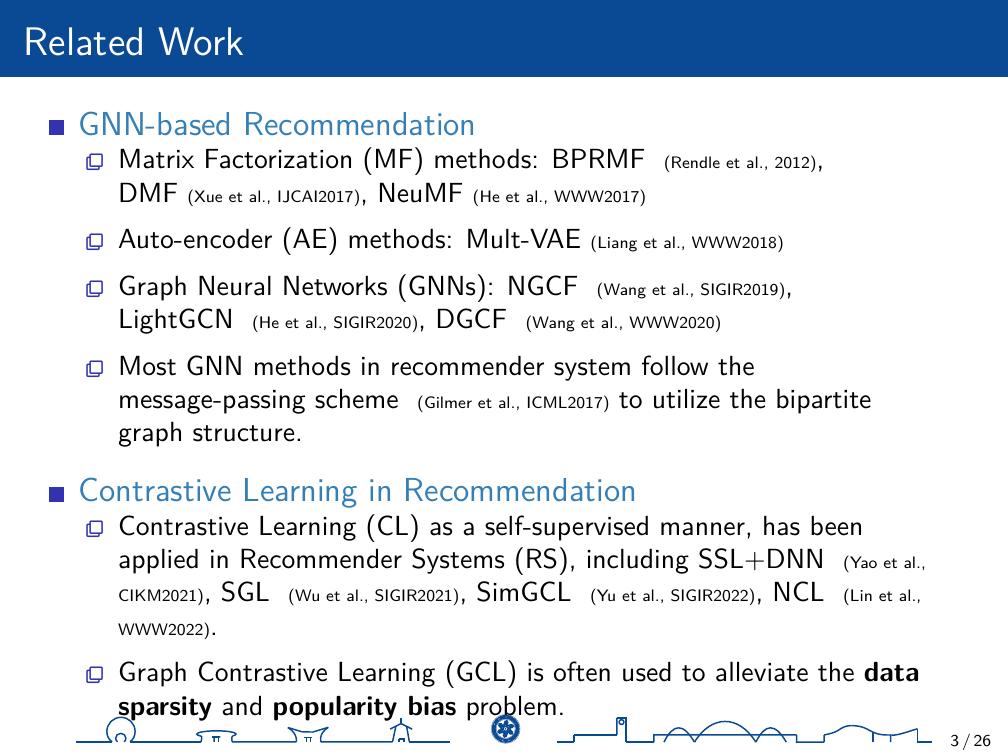 Related Work
GNN-based Recommendation
Matrix Factorization (MF) methods: BPRMF (Rendle et al., 2012),
DMF (Xue et al., IJCAI2017), NeuMF (He et al., WWW2017)
Auto-encoder (AE) methods: Mult-VAE (Liang et al., WWW2018)
Graph Neural Networks (GNNs): NGCF (Wang et al., SIGIR2019),
LightGCN (He et al., SIGIR2020), DGCF (Wang et al., WWW2020)
Most GNN methods in recommender system follow the
message-passing scheme (Gilmer et al., ICML2017) to utilize the bipartite
graph structure.
Contrastive Learning in Recommendation
Contrastive Learning (CL) as a self-supervised manner, has been
applied in Recommender Systems (RS), including SSL+DNN (Yao et al.,
CIKM2021), SGL (Wu et al., SIGIR2021), SimGCL (Yu et al., SIGIR2022), NCL (Lin et al.,
WWW2022).
Graph Contrastive Learning (GCL) is often used to alleviate the data
sparsity and popularity bias problem.
3 / 26